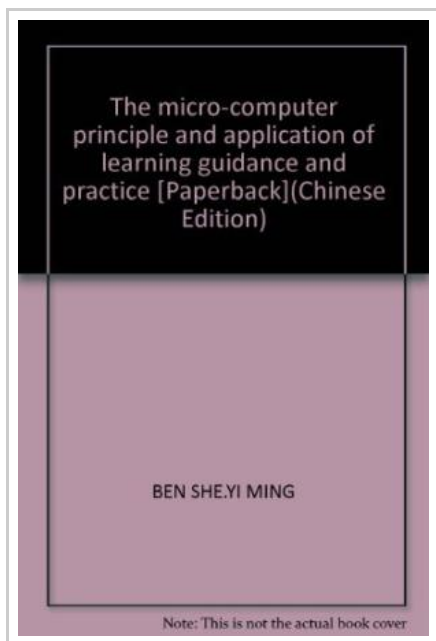 The micro-computer
principle and application of
learning guidance and
practice [Paperback](Chinese
Edition)
BEN SHE.YI MING
Note: This is not the actual book cover